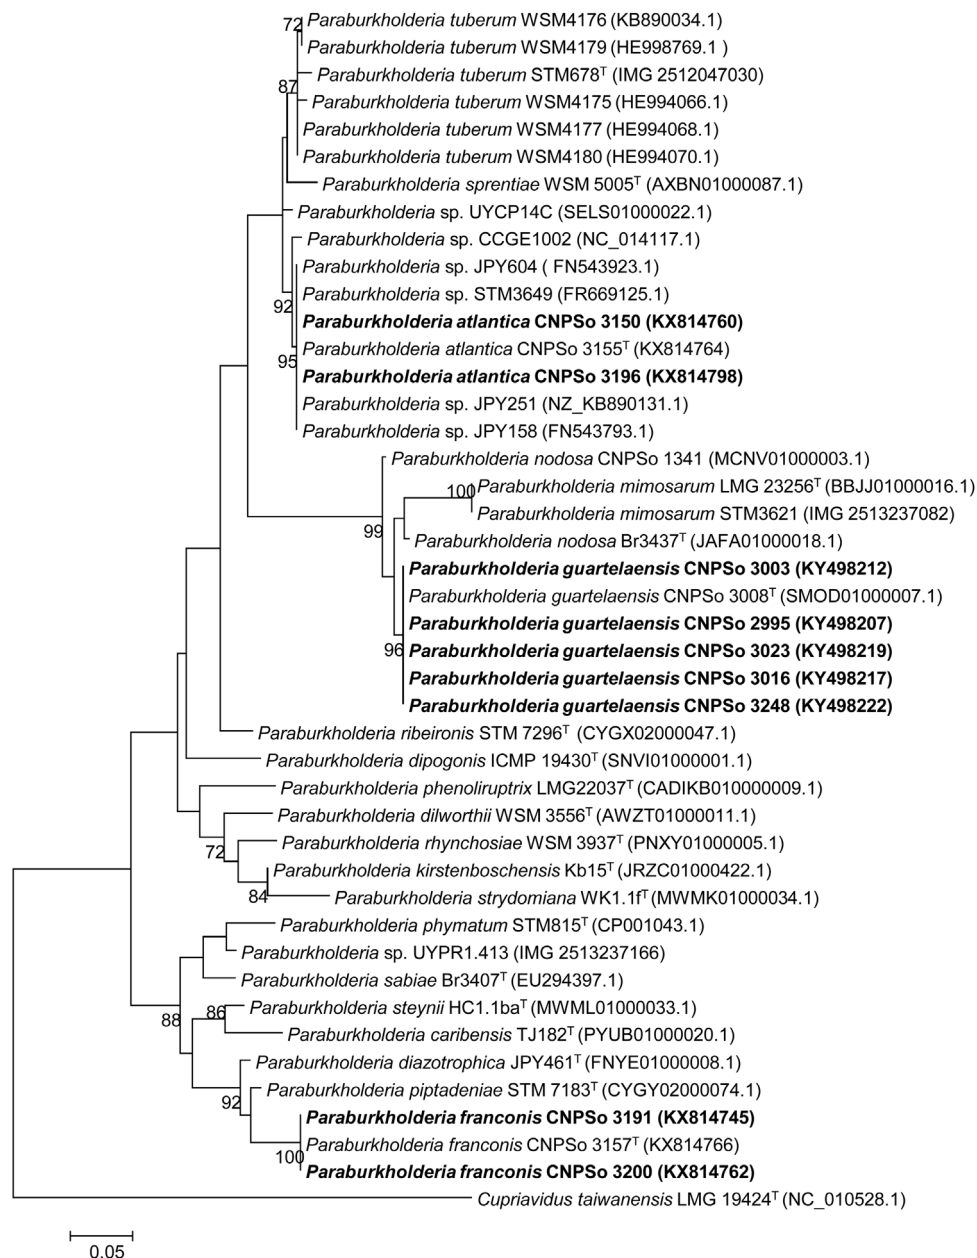 72 Paraburkholderia tuberum WSM4176 (KB890034.1)
Paraburkholderia tuberum WSM4179 (HE998769.1 )
Paraburkholderia tuberum STM678ᵀ (IMG 2512047030)
87
Paraburkholderia tuberum WSM4175 (HE994066.1)
Paraburkholderia tuberum WSM4177 (HE994068.1)
Paraburkholderia tuberum WSM4180 (HE994070.1)
Paraburkholderia sprentiae WSM 5005ᵀ (AXBN01000087.1)
Paraburkholderia sp. UYCP14C (SELS01000022.1)
Paraburkholderia sp. CCGE1002 (NC_014117.1)
Paraburkholderia sp. JPY604 ( FN543923.1)
Paraburkholderia sp. STM3649 (FR669125.1)
92
Paraburkholderia atlantica CNPSo 3150 (KX814760)
Paraburkholderia atlantica CNPSo 3155ᵀ (KX814764)
95
Paraburkholderia atlantica CNPSo 3196 (KX814798)
Paraburkholderia sp. JPY251 (NZ_KB890131.1)
Paraburkholderia sp. JPY158 (FN543793.1)
Paraburkholderia nodosa CNPSo 1341 (MCNV01000003.1)
100 Paraburkholderia mimosarum LMG 23256ᵀ (BBJJ01000016.1)
Paraburkholderia mimosarum STM3621 (IMG 2513237082)
99
Paraburkholderia nodosa Br3437ᵀ (JAFA01000018.1)
Paraburkholderia guartelaensis CNPSo 3003 (KY498212)
Paraburkholderia guartelaensis CNPSo 3008ᵀ (SMOD01000007.1)
Paraburkholderia guartelaensis CNPSo 2995 (KY498207)
96 Paraburkholderia guartelaensis CNPSo 3023 (KY498219)
Paraburkholderia guartelaensis CNPSo 3016 (KY498217)
Paraburkholderia guartelaensis CNPSo 3248 (KY498222)
Paraburkholderia ribeironis STM 7296ᵀ (CYGX02000047.1)
Paraburkholderia dipogonis ICMP 19430ᵀ (SNVI01000001.1)
Paraburkholderia phenoliruptrix LMG22037ᵀ (CADIKB010000009.1)
Paraburkholderia dilworthii WSM 3556ᵀ (AWZT01000011.1)
Paraburkholderia rhynchosiae WSM 3937ᵀ (PNXY01000005.1)
72
Paraburkholderia kirstenboschensis Kb15ᵀ (JRZC01000422.1)
84 Paraburkholderia strydomiana WK1.1fᵀ (MWMK01000034.1)
Paraburkholderia phymatum STM815ᵀ (CP001043.1)
Paraburkholderia sp. UYPR1.413 (IMG 2513237166)
Paraburkholderia sabiae Br3407ᵀ (EU294397.1)
86 Paraburkholderia steynii HC1.1baᵀ (MWML01000033.1)
88
Paraburkholderia caribensis TJ182ᵀ (PYUB01000020.1)
Paraburkholderia diazotrophica JPY461ᵀ (FNYE01000008.1)
Paraburkholderia piptadeniae STM 7183ᵀ (CYGY02000074.1)
92
Paraburkholderia franconis CNPSo 3191 (KX814745)
Paraburkholderia franconis CNPSo 3157ᵀ (KX814766)
100
Paraburkholderia franconis CNPSo 3200 (KX814762)
Cupriavidus taiwanensis LMG 19424ᵀ (NC_010528.1)
0.05